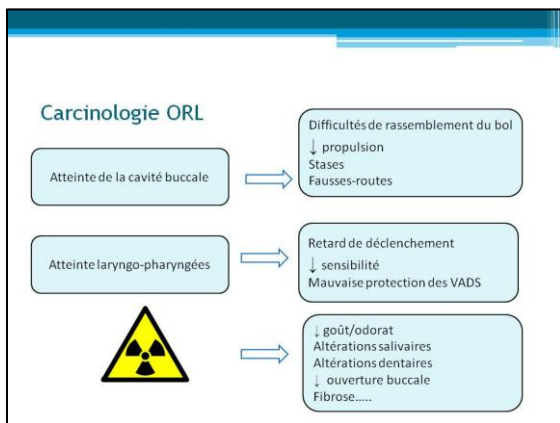 Carcinologie ORL
Atteinte de la cavité buccale
Difficultés de rassemblement du bol
↓ propulsion
Stases
Fausses-routes
Atteinte laryngo-pharyngées
Retard de déclenchement
↓ sensibilité
Mauvaise protection des VADS
↓ goût/odorat
Altérations salivaires
Altérations dentaires
↓ ouverture buccale
Fibrose.....